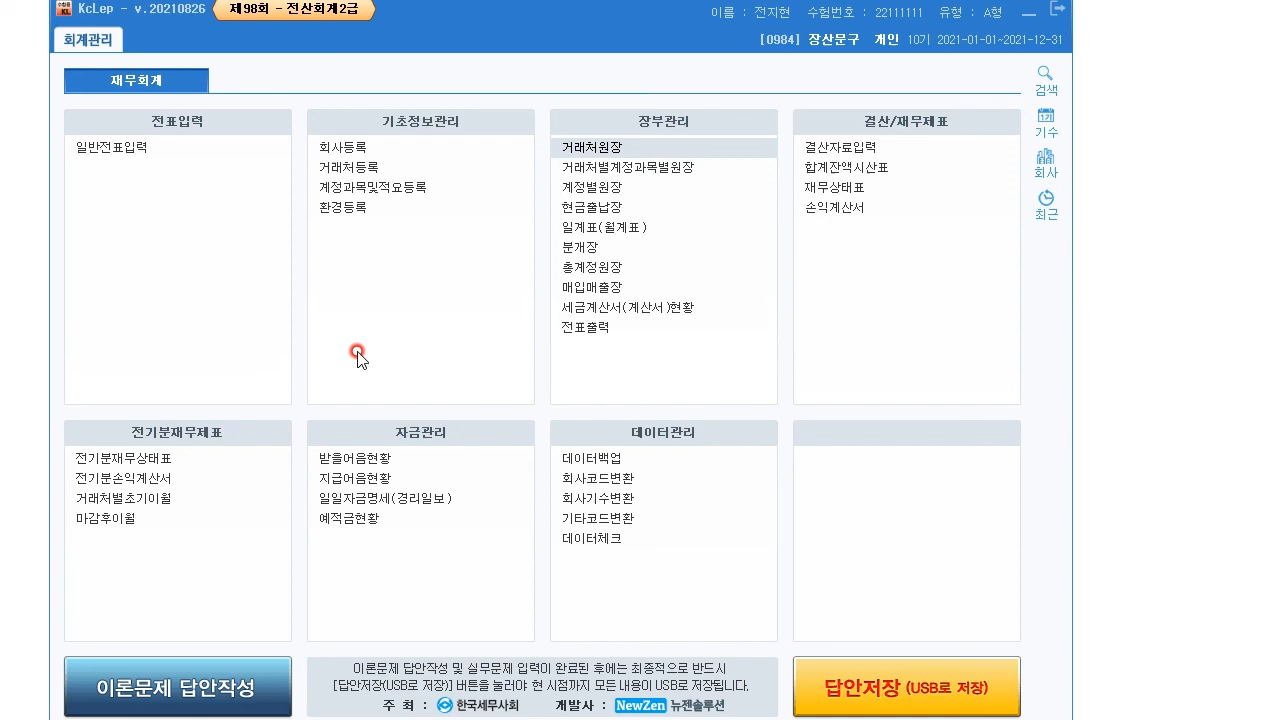 KcLep - v.20210826 제98회 - 전산회계2급 이름 : 전지현 수험번호 : 22111111 유형 : A형
회계관리 [0984] 장산문구 개인 10기 2021-01-01~2021-12-31
재무회계
검색
기수
회사
최근
전표입력
일반전표입력
기초정보관리
회사등록
거래처등록
계정과목및적요등록
환경등록
장부관리
거래처원장
거래처별계정과목별원장
계정별원장
현금출납장
일계표(월계표)
분개장
총계정원장
매입매출장
세금계산서(계산서)현황
전표출력
결산/재무제표
결산자료입력
합계잔액시산표
재무상태표
손익계산서
전기분재무제표
전기분재무상태표
전기분손익계산서
거래처별초기이월
마감후이월
자금관리
받을어음현황
지급어음현황
일일자금명세(경리일보)
예적금현황
데이터관리
데이터백업
회사코드변환
회사기수변환
기타코드변환
데이터체크
이론문제 답안작성
이론문제 답안작성 및 실무문제 입력이 완료된 후에는 최종적으로 반드시
[답안저장(USB로 저장)] 버튼을 눌러야 현 시점까지 모든 내용이 USB로 저장됩니다.
주 최 : 한국세무사회 개발사 : NewZen 뉴젠솔루션
답안저장 (USB로 저장)